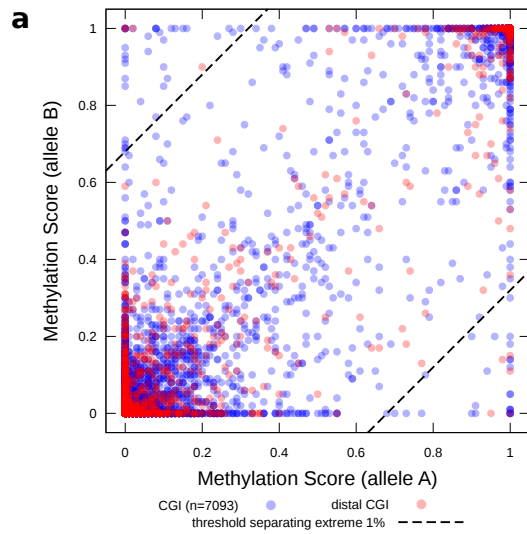 a
Methylation Score (allele B)
1
0.8
0.6
0.4
0.2
0
0 0.2 0.4 0.6 0.8 1
Methylation Score (allele A)
CGI (n=7093) distal CGI
threshold separating extreme 1%